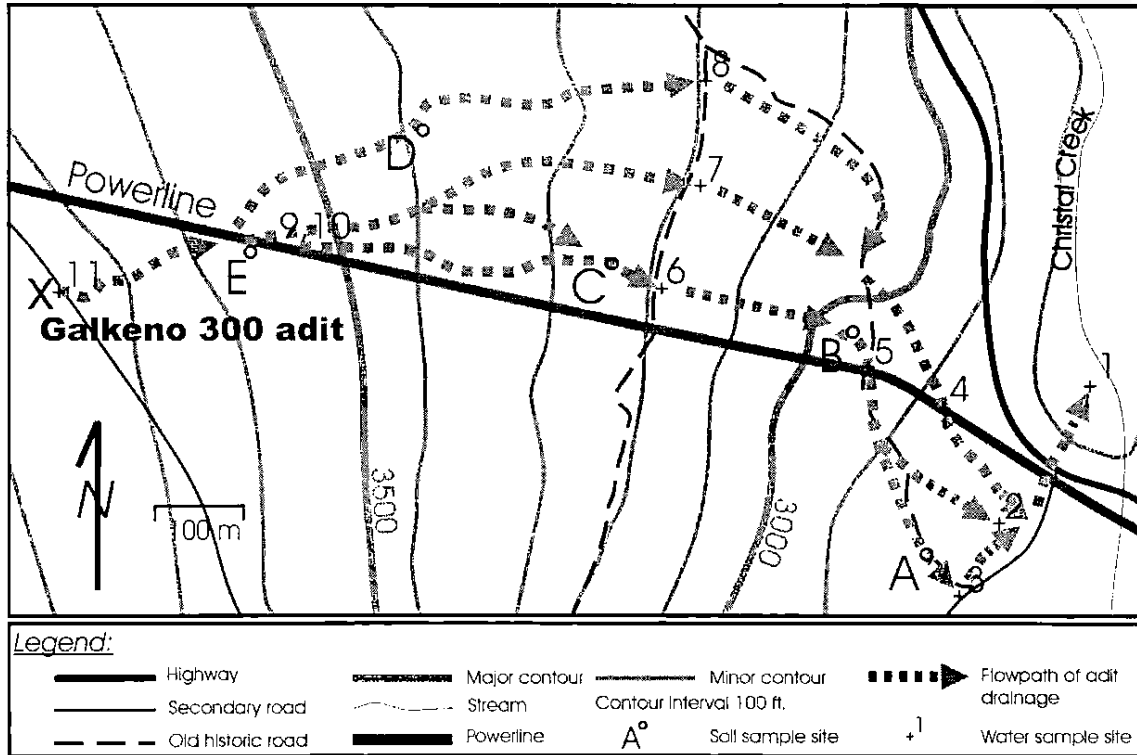 8
D
Christal Creek
Powerline
7
9,10
E
C
6
X
11
Galkeno 300 adit
B
5
1
4
N
100 m
3500
3000
2
A
3
Legend:
Highway
Major contour
Minor contour
Flowpath of adit
drainage
Secondary road
Stream
Contour Interval 100 ft.
Old historic road
Powerline
A
Soil sample site
1
Water sample site